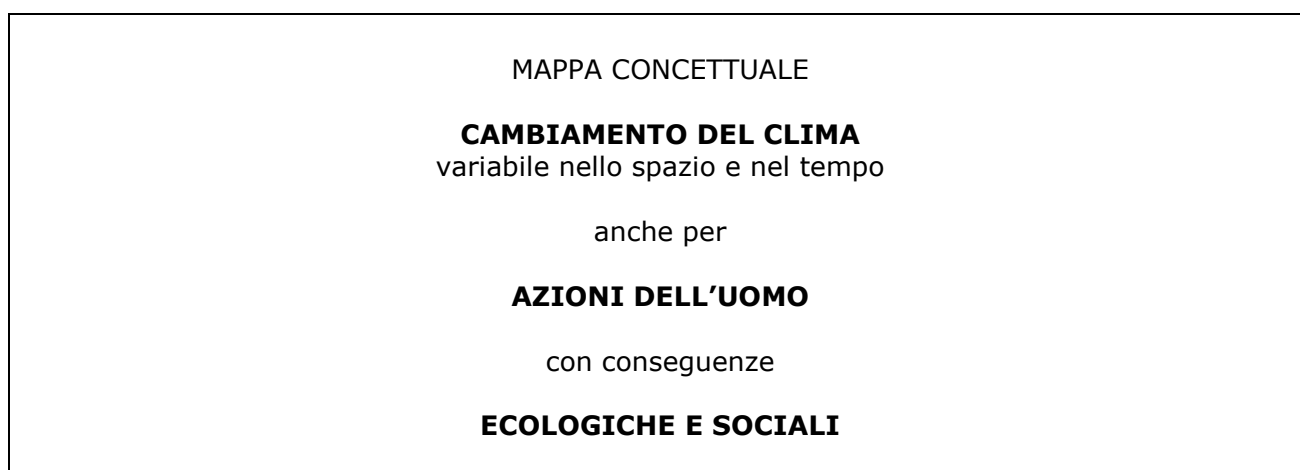 MAPPA CONCETTUALE
CAMBIAMENTO DEL CLIMA
variabile nello spazio e nel tempo
anche per
AZIONI DELL’UOMO
con conseguenze
ECOLOGICHE E SOCIALI